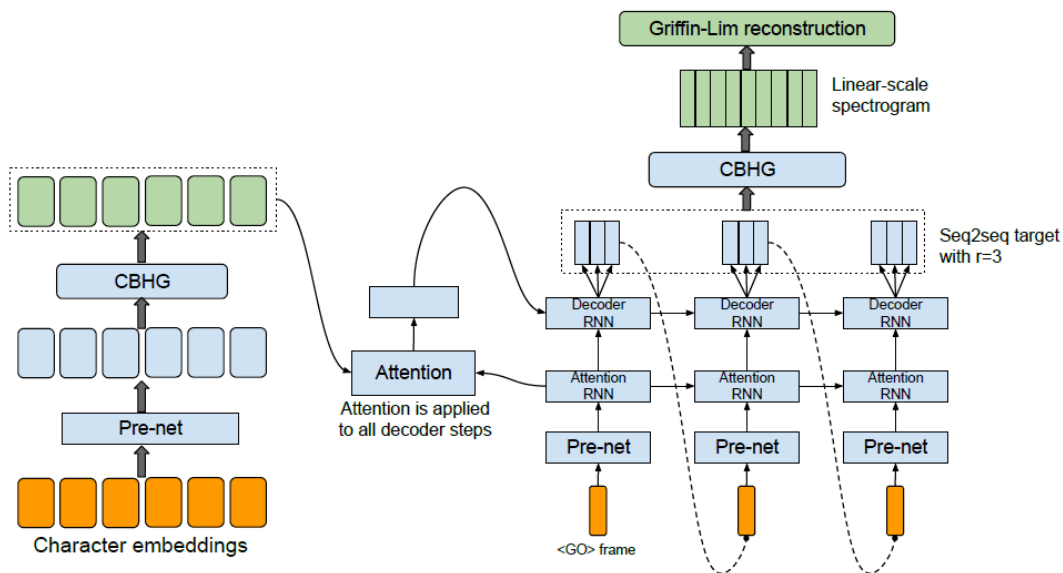 Griffin-Lim reconstruction
Linear-scale
spectrogram
CBHG
Seq2seq target
with r=3
CBHG
Decoder
RNN
Decoder
RNN
Decoder
RNN
Attention
Attention is applied
to all decoder steps
Attention
RNN
Attention
RNN
Attention
RNN
Pre-net
Pre-net
Pre-net
Pre-net
<GO> frame
Character embeddings